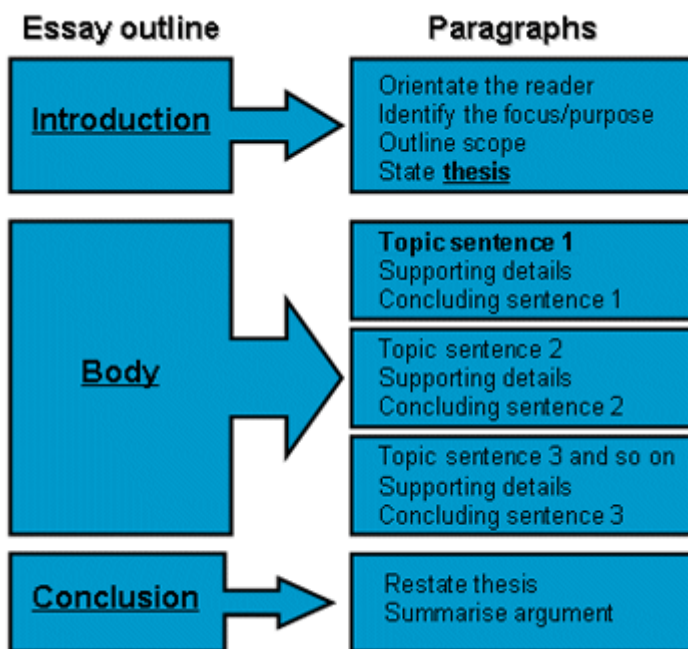 Essay outline
Paragraphs
Introduction
Orientate the reader
Identify the focus/purpose
Outline scope
State thesis
Body
Topic sentence 1
Supporting details
Concluding sentence 1
Topic sentence 2
Supporting details
Concluding sentence 2
Topic sentence 3 and so on
Supporting details
Concluding sentence 3
Conclusion
Restate thesis
Summarise argument